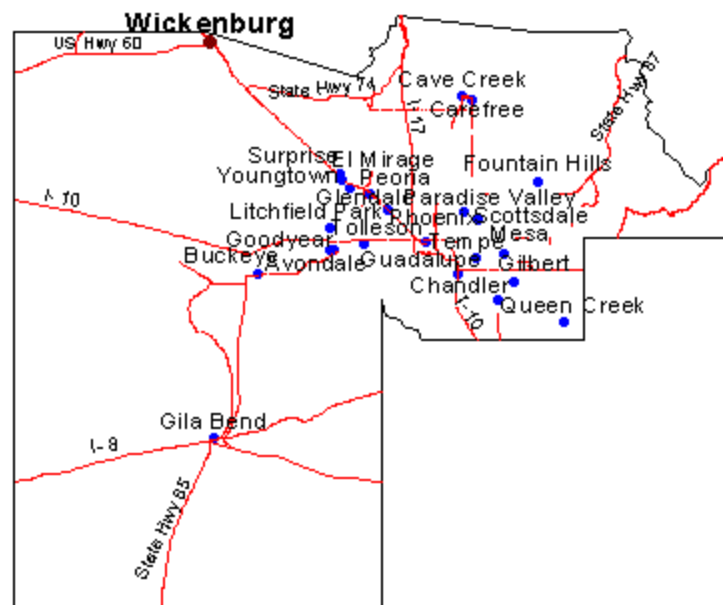 Wickenburg
US Hwy 60
State Hwy 74
Cave Creek
Carefree
I- 17
State Hwy 87
Surprise
El Mirage
Fountain Hills
Youngtown
Peoria
Glendale
Paradise Valley
I- 10
Litchfield Park
Phoenix
Scottsdale
Tolleson
Mesa
Goodyear
Tempe
Buckeye
Avondale
Guadalupe
Gilbert
Chandler
I- 10
Queen Creek
Gila Bend
I- 8
State Hwy 85